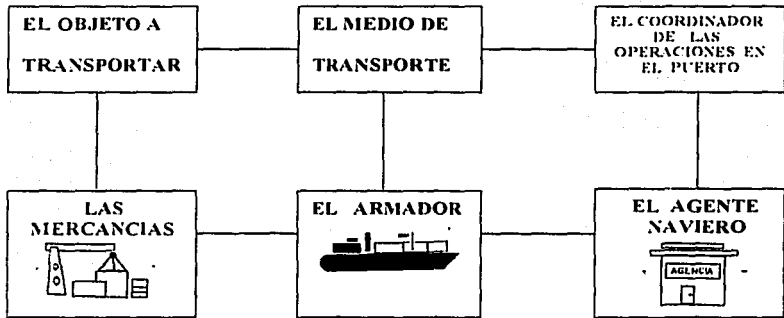 EL OBJETO A
TRANSPORTAR
EL MEDIO DE
TRANSPORTE
EL COORDINADOR
DE LAS
OPERACIONES EN
EL PUERTO
LAS
MERCANCIAS
EL ARMADOR
EL AGENTE
NAVIERO
AGENCIA